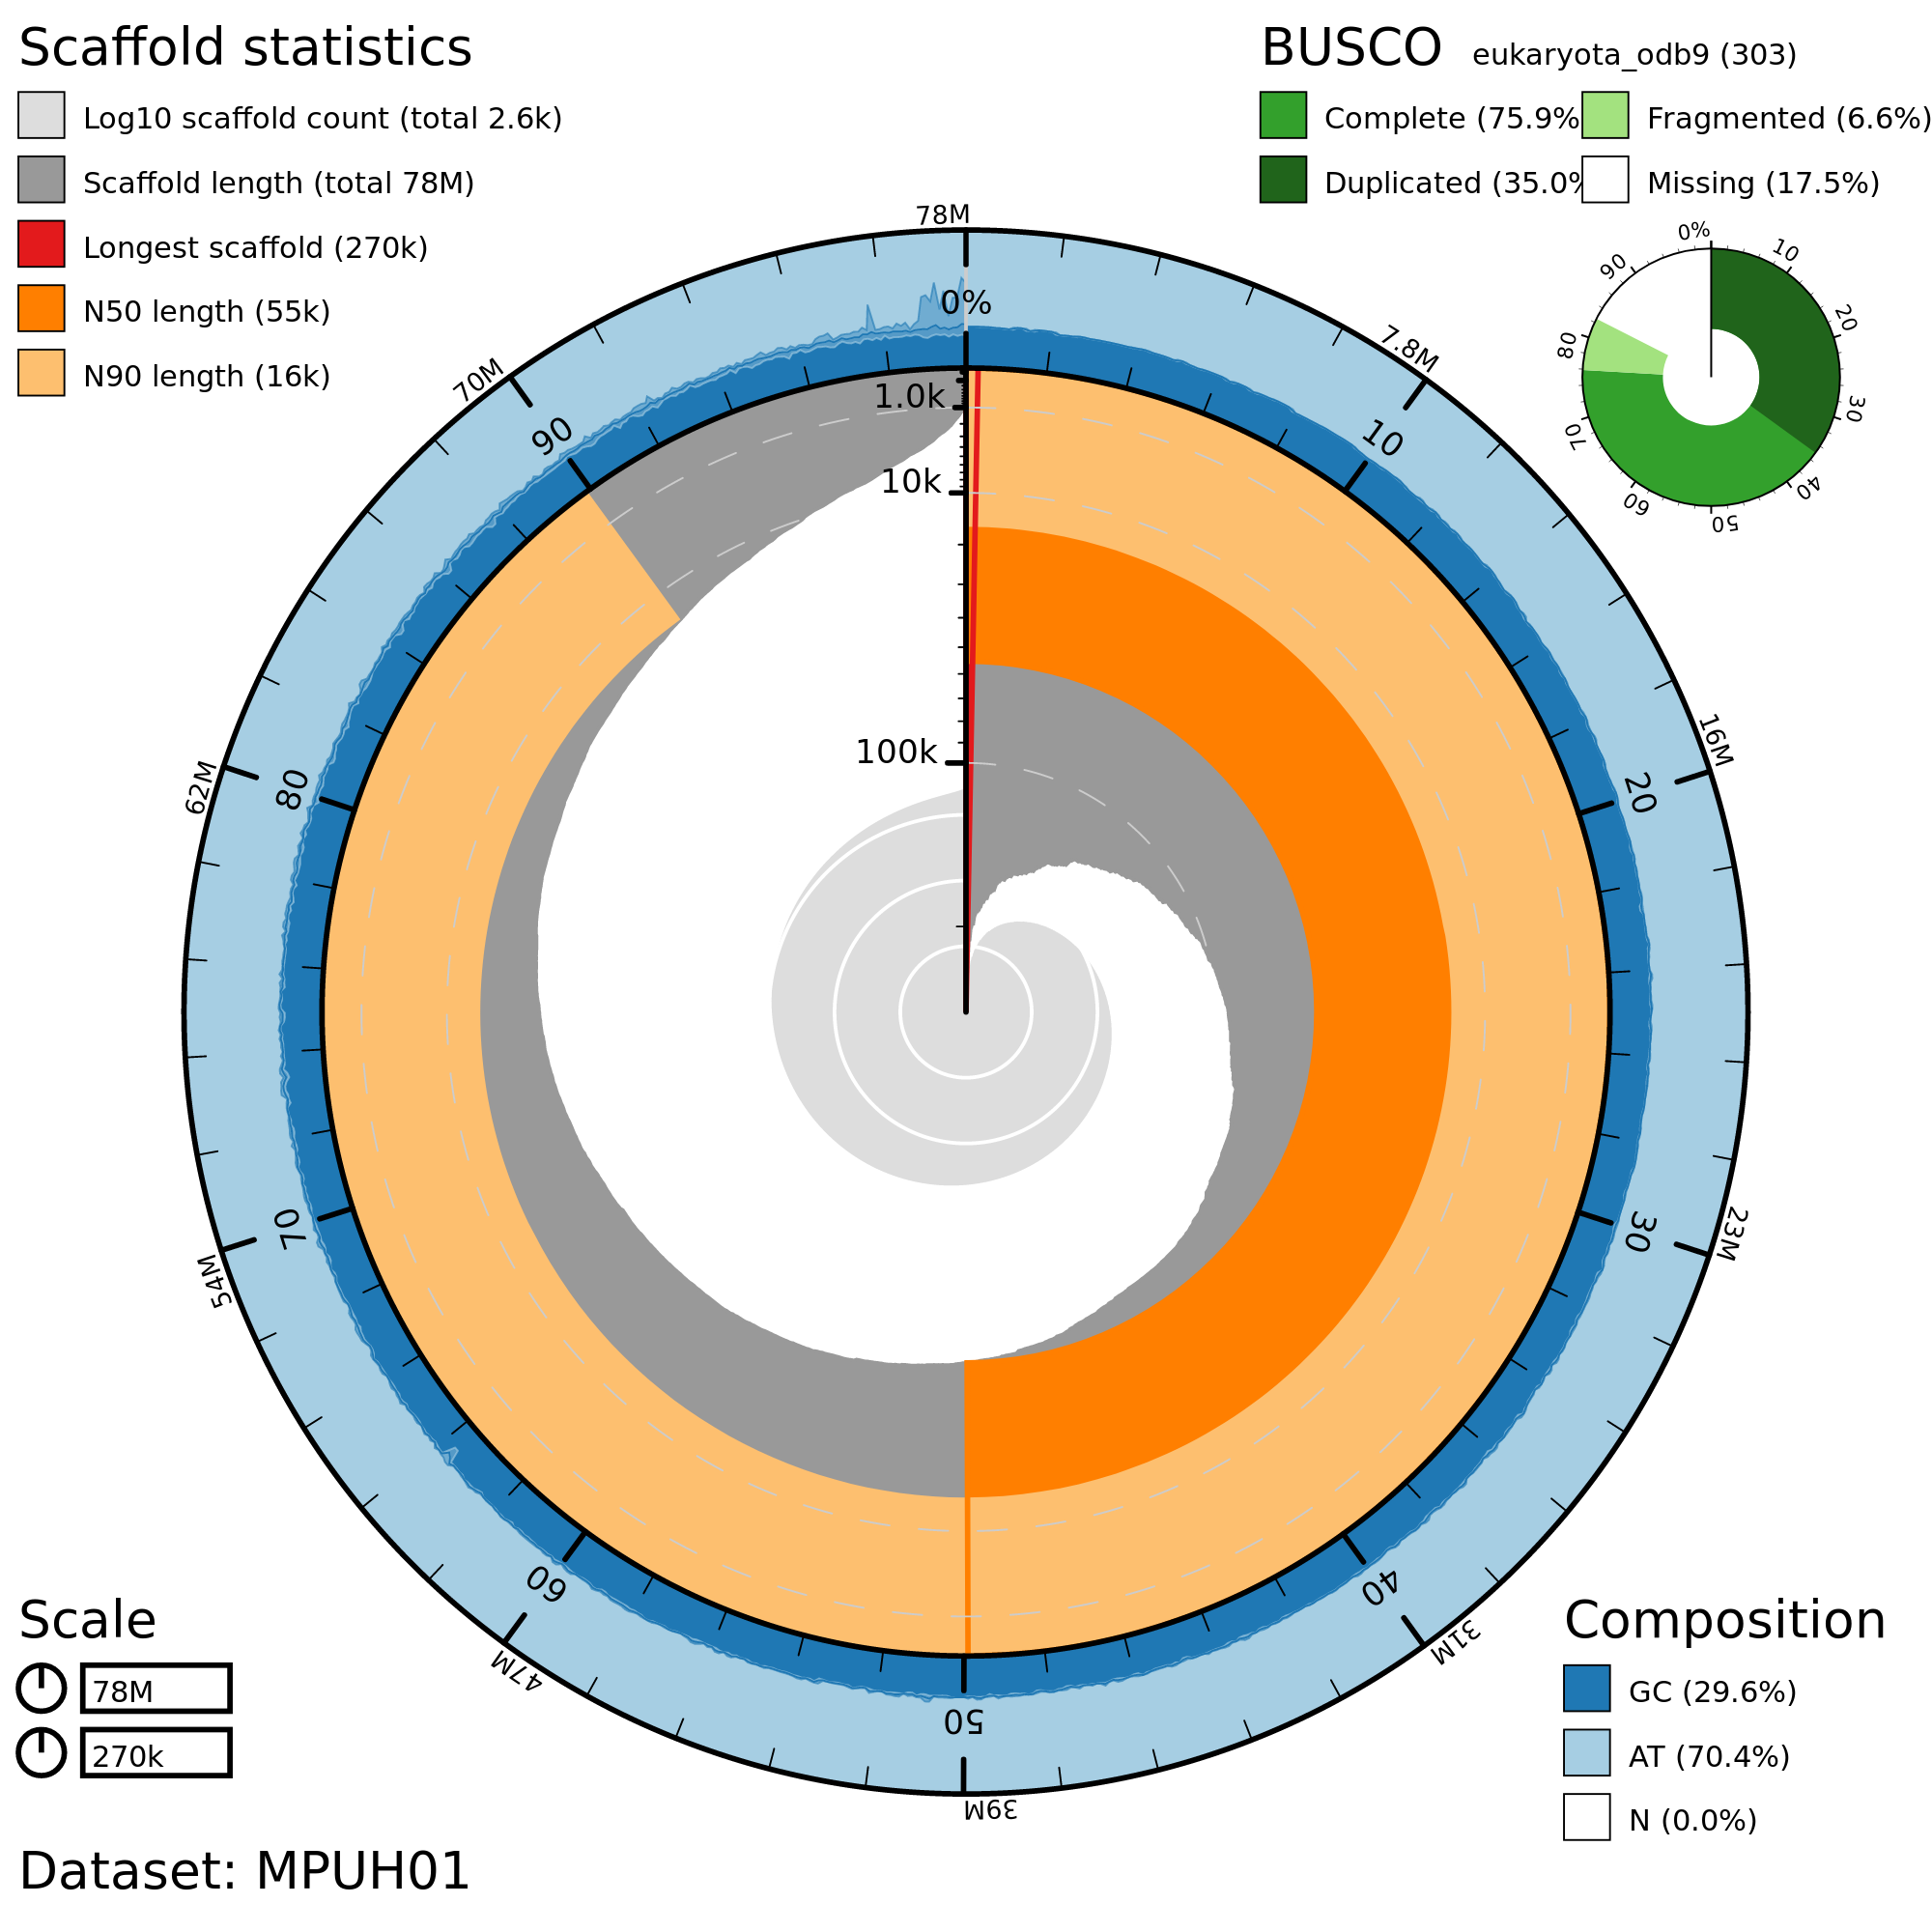 Scaffold statistics
Log10 scaffold count (total 2.6k)
Scaffold length (total 78M)
Longest scaffold (270k)
N50 length (55k)
N90 length (16k)
BUSCO eukaryota_odb9 (303)
Complete (75.9% Fragmented (6.6%)
Duplicated (35.0% Missing (17.5%)
0%
10
20
30
40
50
60
70
80
90
78M
7.8M
16M
23M
31M
39M
47M
54M
62M
70M
0%
10
20
30
40
50
60
70
80
90
1.0k
10k
100k
Scale
78M
270k
Composition
GC (29.6%)
AT (70.4%)
N (0.0%)
Dataset: MPUH01